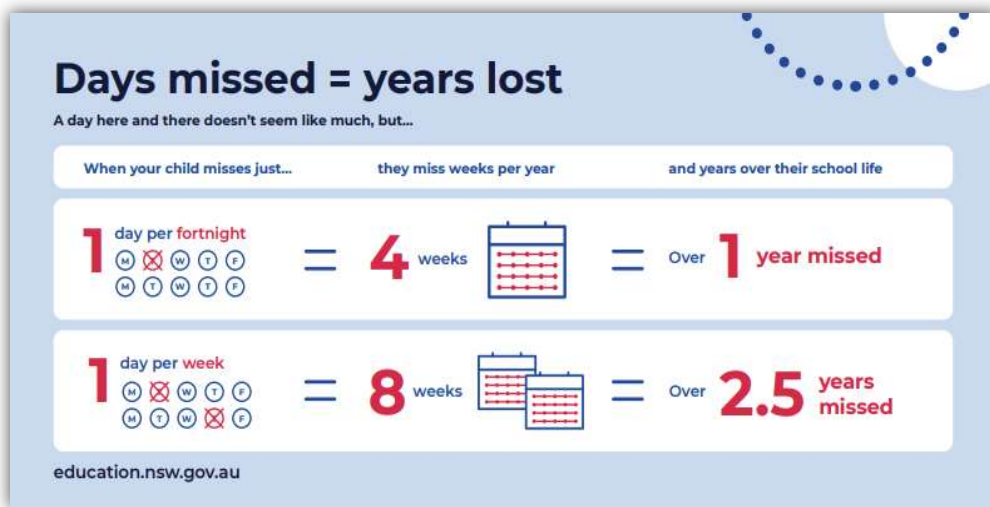 Days missed = years lost
A day here and there doesn't seem like much, but...
When your child misses just... they miss weeks per year and years over their school life
1 day per fortnight = 4 weeks = Over 1 year missed
M T W T F
M T W T F
1 day per week = 8 weeks = Over 2.5 years missed
M T W T F
M T W T F
education.nsw.gov.au